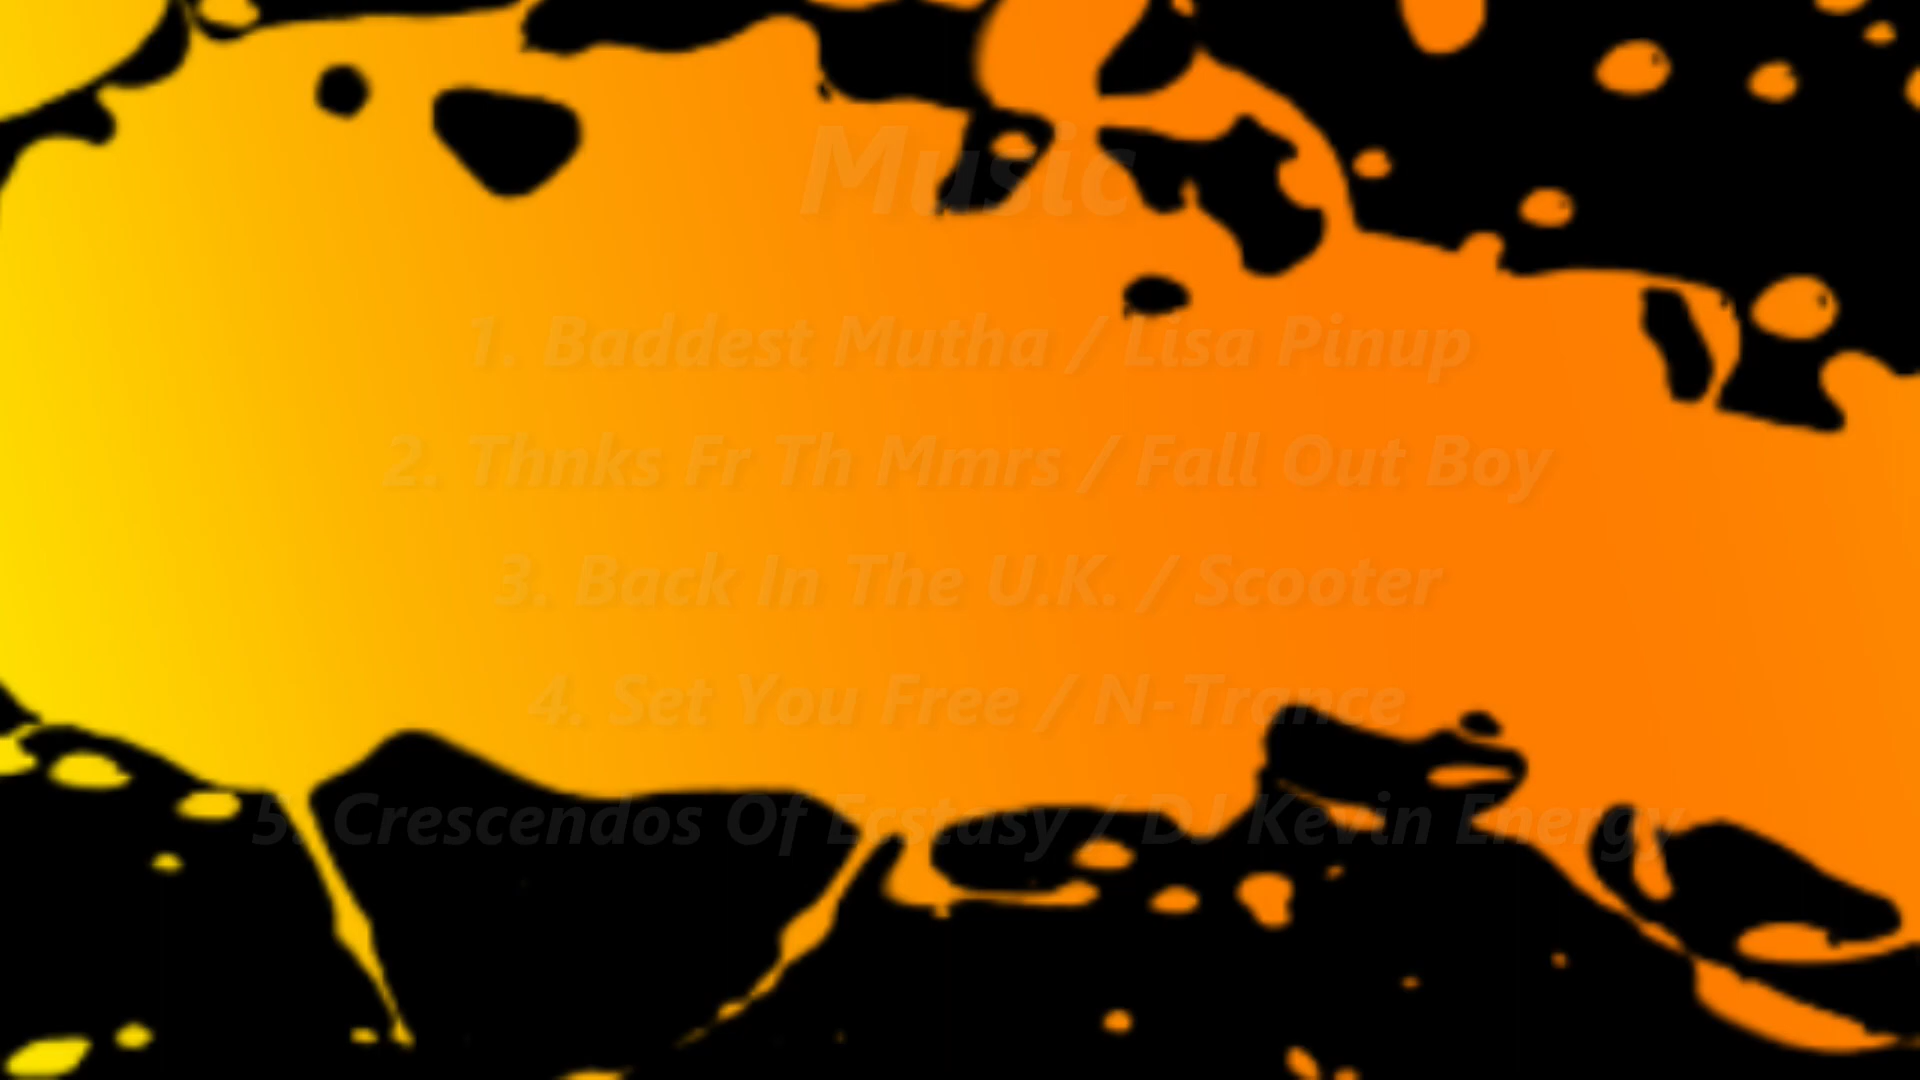 Music
1. Baddest Mutha / Lisa Pinup
2. Thnks Fr Th Mmrs / Fall Out Boy
3. Back In The U.K. / Scooter
4. Set You Free / N-Trance
5. Crescendos Of Ecstasy / DJ Kevin Energy